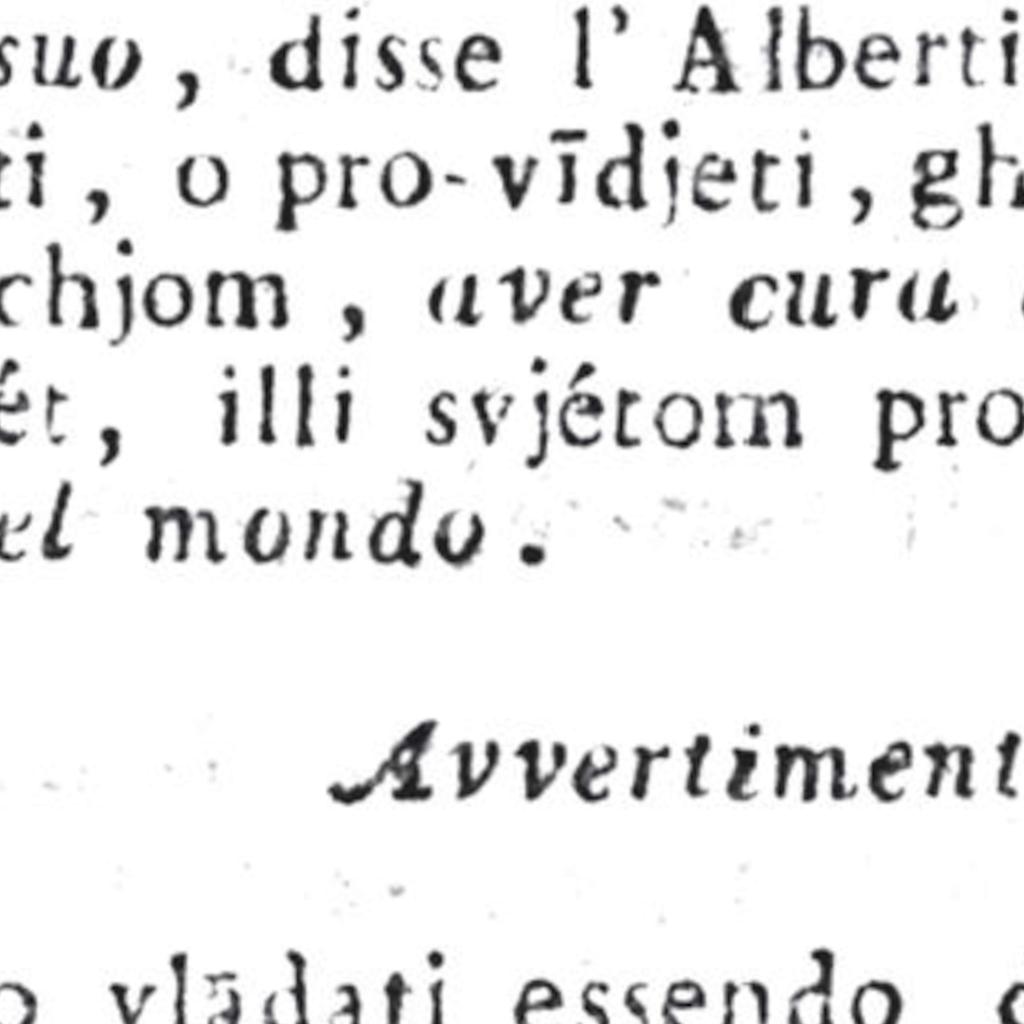 suo, disse l' Alberti
ti, o pro-vīdjeti, gh
chjom, aver cura
ét, illi svjétom pro
el mondo.
Avvertiment
o vlādati essendo